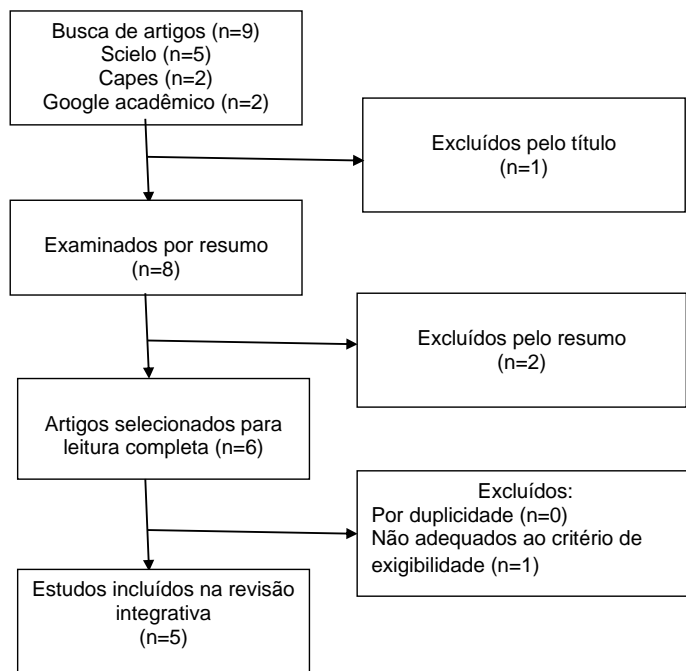 Busca de artigos (n=9)
Scielo (n=5)
Capes (n=2)
Google acadêmico (n=2)
Excluídos pelo título
(n=1)
Examinados por resumo
(n=8)
Excluídos pelo resumo
(n=2)
Artigos selecionados para
leitura completa (n=6)
Excluídos:
Por duplicidade (n=0)
Não adequados ao critério de
exigibilidade (n=1)
Estudos incluídos na revisão
integrativa
(n=5)